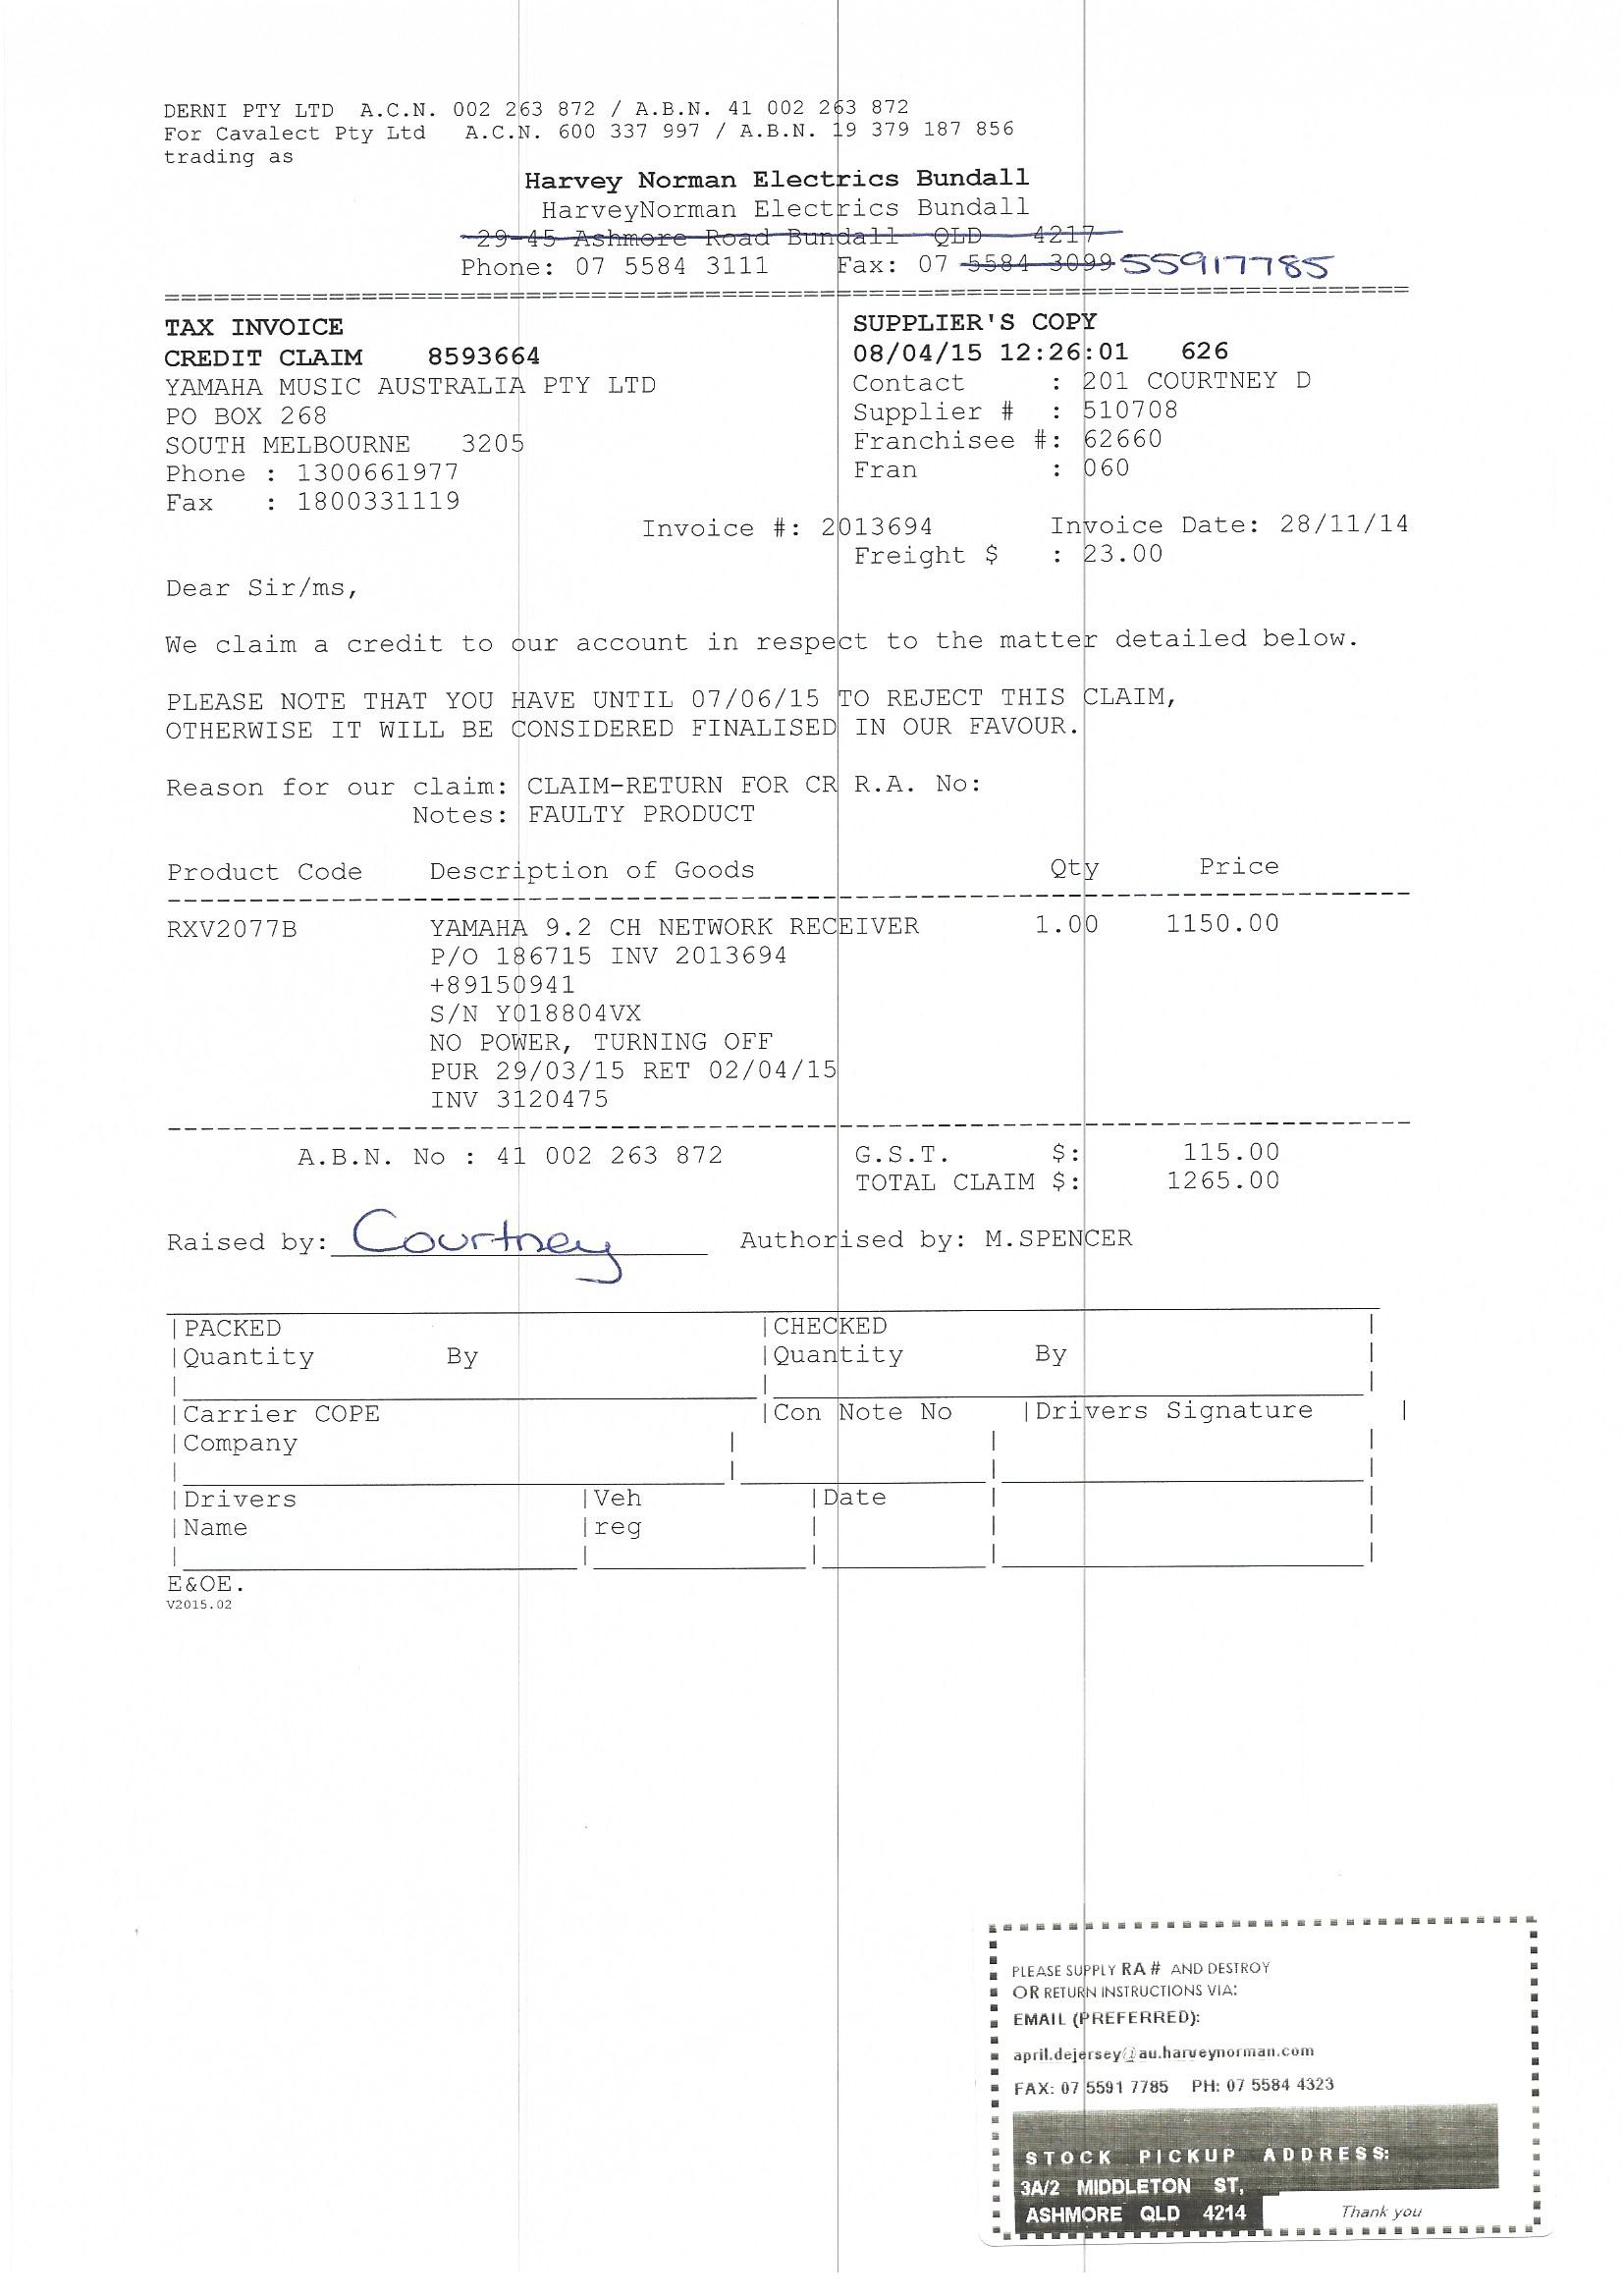 DERNI PTY LTD A.C.N. 002 263 872 / A.B.N. 41 002 263 872
For Cavalect Pty Ltd A.C.N. 600 337 997 / A.B.N. 19 379 187 856
trading as
Harvey Norman Electrics Bundall
HarveyNorman Electrics Bundall
29-45 Ashmore Road Bundall QLD 4217
Phone: 07 5584 3111 Fax: 07 5584 3099 55917785
TAX INVOICE SUPPLIER'S COPY
CREDIT CLAIM 8593664 08/04/15 12:26:01 626
YAMAHA MUSIC AUSTRALIA PTY LTD Contact : 201 COURTNEY D
PO BOX 268 Supplier # : 510708
SOUTH MELBOURNE 3205 Franchisee #: 62660
Phone : 1300661977 Fran : 060
Fax : 1800331119
Invoice #: 2013694 Invoice Date: 28/11/14
Freight $ : 23.00
Dear Sir/ms,
We claim a credit to our account in respect to the matter detailed below.
PLEASE NOTE THAT YOU HAVE UNTIL 07/06/15 TO REJECT THIS CLAIM,
OTHERWISE IT WILL BE CONSIDERED FINALISED IN OUR FAVOUR.
Reason for our claim: CLAIM-RETURN FOR CR R.A. No:
Notes: FAULTY PRODUCT
Product Code Description of Goods Qty Price
RXV2077B YAMAHA 9.2 CH NETWORK RECEIVER 1.00 1150.00
P/O 186715 INV 2013694
+89150941
S/N Y018804VX
NO POWER, TURNING OFF
PUR 29/03/15 RET 02/04/15
INV 3120475
A.B.N. No : 41 002 263 872 G.S.T. $: 115.00
TOTAL CLAIM $: 1265.00
Raised by: Courtney Authorised by: M.SPENCER
PACKED CHECKED
Quantity By Quantity By
Carrier COPE Con Note No Drivers Signature
Company
Drivers Veh Date
Name reg
E&OE.
V2015.02
PLEASE SUPPLY RA # AND DESTROY
OR RETURN INSTRUCTIONS VIA:
EMAIL (PREFERRED):
april.dejersey@au.harveynorman.com
FAX: 07 5591 7785 PH: 07 5584 4323
STOCK PICKUP ADDRESS:
3A/2 MIDDLETON ST,
ASHMORE QLD 4214 Thank you